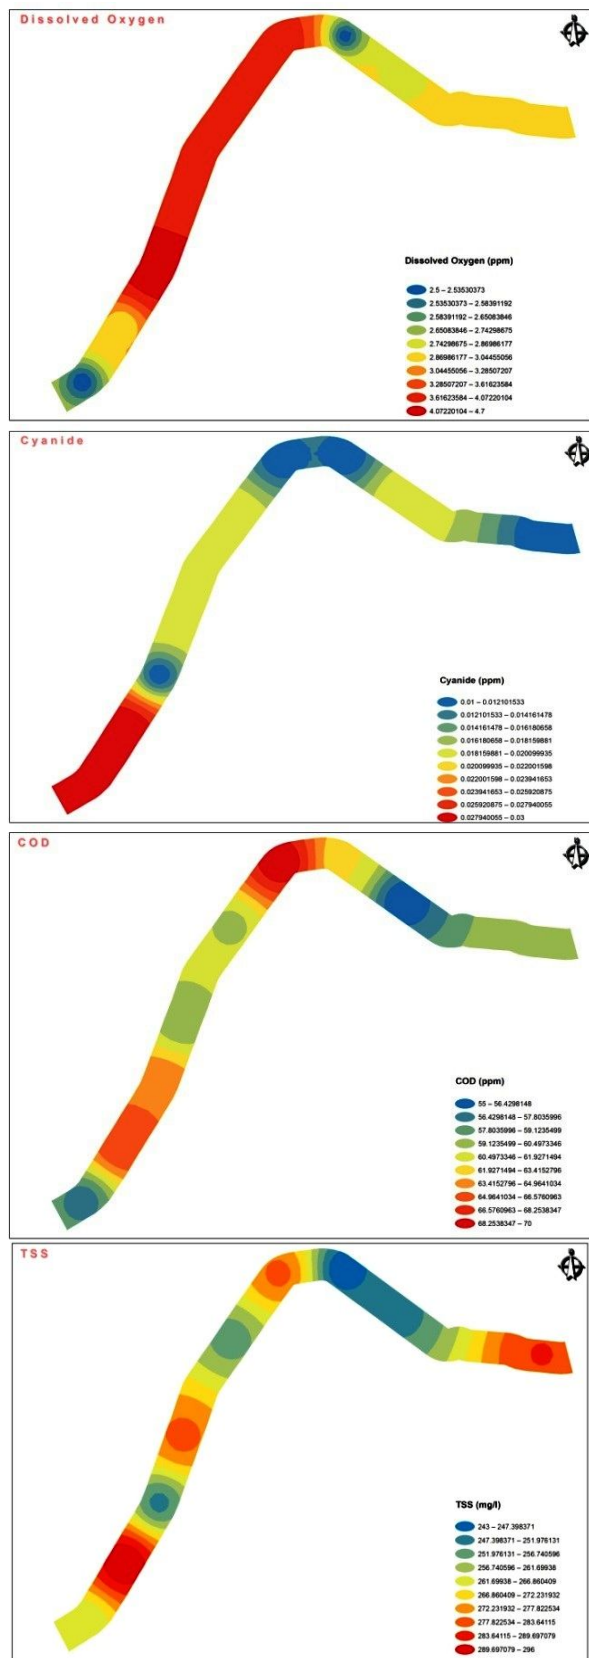 Dissolved Oxygen
Dissolved Oxygen (ppm)
2.5 – 2.53530373
2.53530373 – 2.58391192
2.58391192 – 2.65083846
2.65083846 – 2.74298675
2.74298675 – 2.86986177
2.86986177 – 3.04455056
3.04455056 – 3.28507207
3.28507207 – 3.61623584
3.61623584 – 4.07220104
4.07220104 – 4.7
Cyanide
Cyanide (ppm)
0.01 – 0.012101533
0.012101533 – 0.014161478
0.014161478 – 0.016180658
0.016180658 – 0.018159881
0.018159881 – 0.020099935
0.020099935 – 0.022001598
0.022001598 – 0.023941653
0.023941653 – 0.025920875
0.025920875 – 0.027940055
0.027940055 – 0.03
COD
COD (ppm)
55 – 56.4298148
56.4298148 – 57.8035996
57.8035996 – 59.1235499
59.1235499 – 60.4973346
60.4973346 – 61.9271494
61.9271494 – 63.4152796
63.4152796 – 64.9641034
64.9641034 – 66.5760963
66.5760963 – 68.2538347
68.2538347 – 70
TSS
TSS (mg/l)
243 – 247.398371
247.398371 – 251.976131
251.976131 – 256.740596
256.740596 – 261.69938
261.69938 – 266.860409
266.860409 – 272.231932
272.231932 – 277.822534
277.822534 – 283.64115
283.64115 – 289.697079
289.697079 – 296